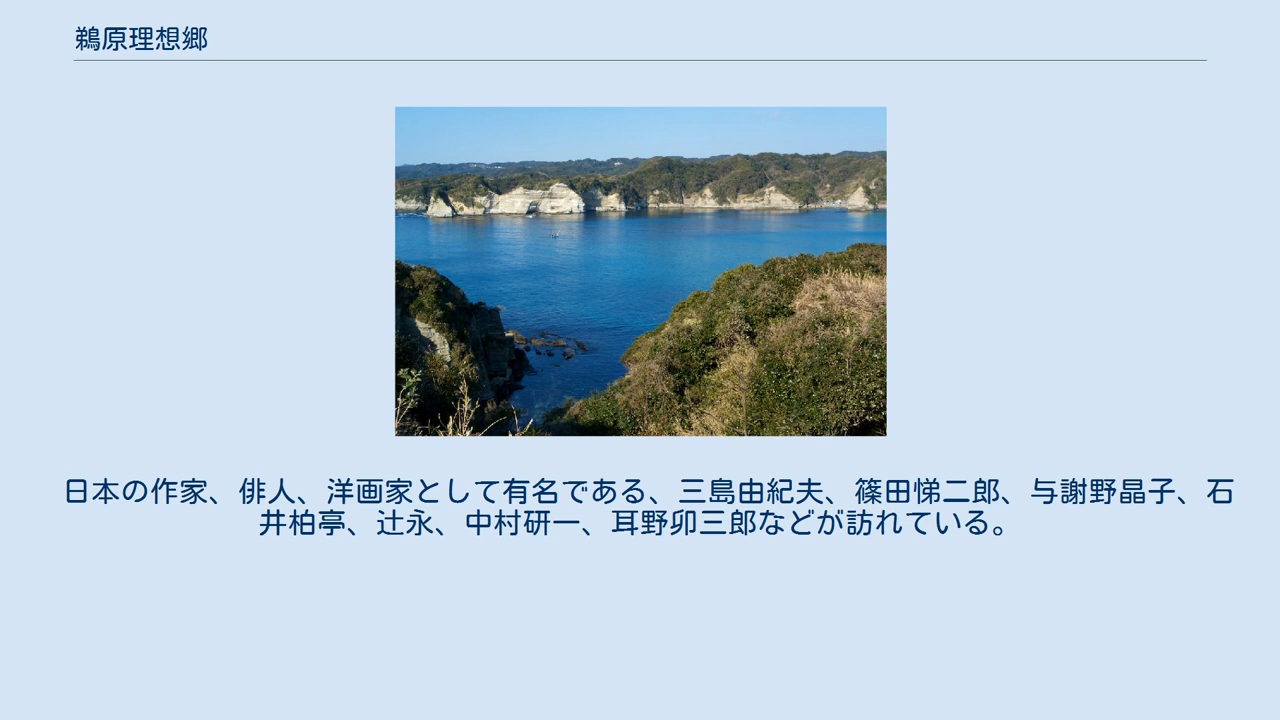 鵜原理想郷
日本の作家、俳人、洋画家として有名である、三島由紀夫、篠田悌二郎、与謝野晶子、石
井柏亭、辻永、中村研一、耳野卯三郎などが訪れている。